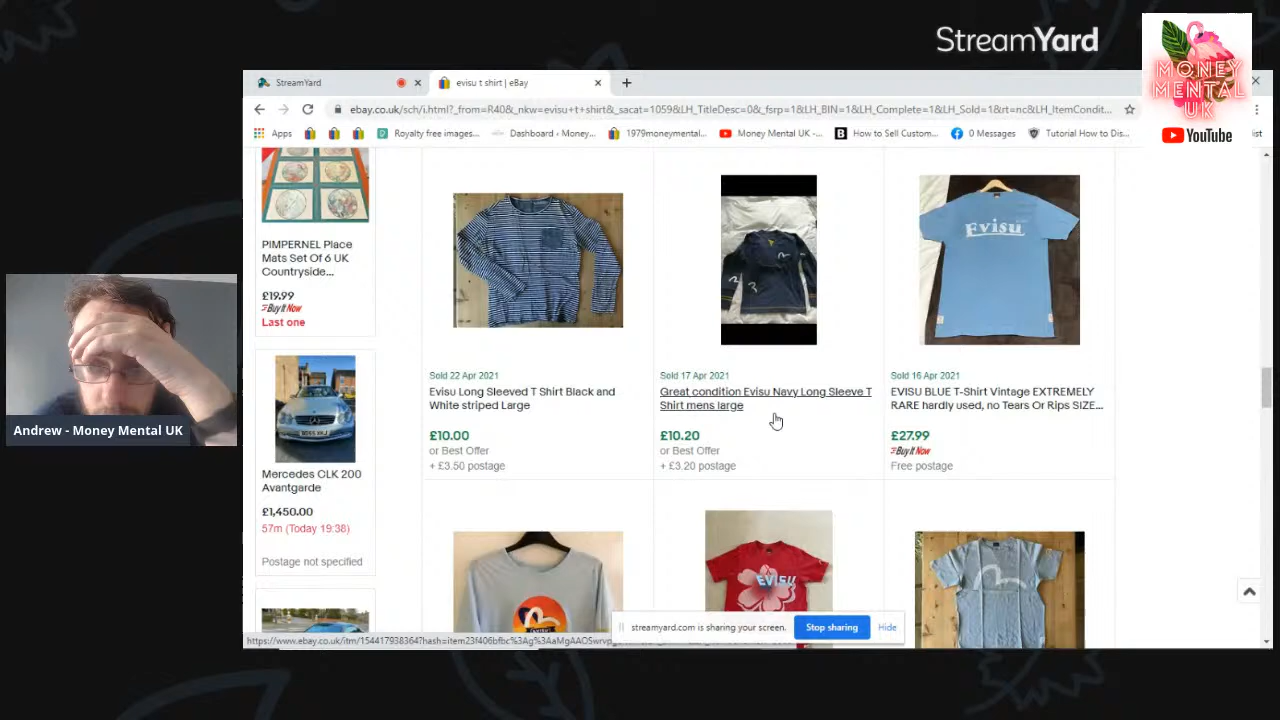 StreamYard
MONEY
MENTAL
UK
YouTube
StreamYard
evisu t shirt | eBay
ebay.co.uk/sch/i.html?_from=R40&_nkw=evisu+t+shirt&_sacat=1059&LH_TitleDesc=0&_fsrp=1&LH_BIN=1&LH_Complete=1&LH_Sold=1&rt=nc&LH_ItemCondit...
Apps
Royalty free images...
Dashboard ‹ Money...
1979moneymental...
Money Mental UK -...
How to Sell Custom...
0 Messages
Tutorial How to Dis...
PIMPERNEL Place
Mats Set Of 6 UK
Countryside...
£19.99
Buy It Now
Last one
Mercedes CLK 200
Avantgarde
£1,450.00
57m (Today 19:38)
Postage not specified
Sold 22 Apr 2021
Evisu Long Sleeved T Shirt Black and
White striped Large
£10.00
or Best Offer
+ £3.50 postage
Sold 17 Apr 2021
Great condition Evisu Navy Long Sleeve T
Shirt mens large
£10.20
or Best Offer
+ £3.20 postage
Evisu
Sold 16 Apr 2021
EVISU BLUE T-Shirt Vintage EXTREMELY
RARE hardly used, no Tears Or Rips SIZE...
£27.99
Buy It Now
Free postage
EVISU
streamyard.com is sharing your screen.
Stop sharing
Hide
Andrew - Money Mental UK